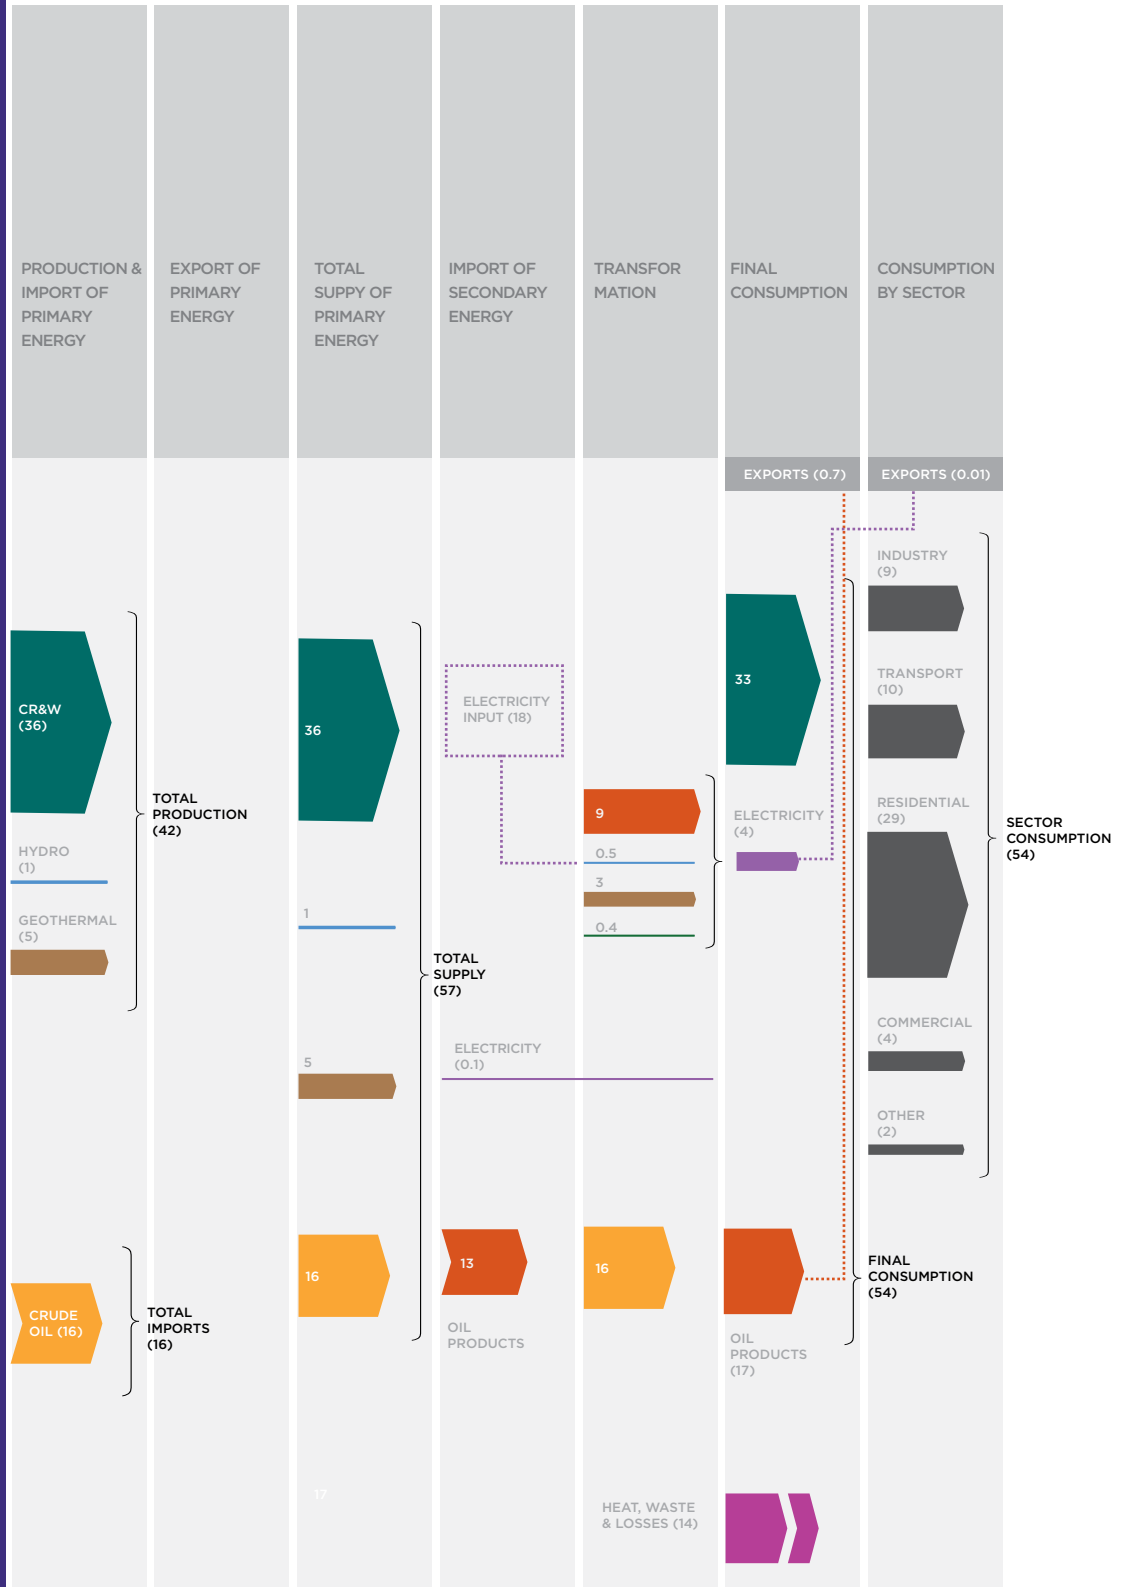 PRODUCTION &
IMPORT OF
PRIMARY
ENERGY
EXPORT OF
PRIMARY
ENERGY
TOTAL
SUPPY OF
PRIMARY
ENERGY
IMPORT OF
SECONDARY
ENERGY
TRANSFOR
MATION
FINAL
CONSUMPTION
CONSUMPTION
BY SECTOR
EXPORTS (0.7)
EXPORTS (0.01)
CR&W
(36)
HYDRO
(1)
GEOTHERMAL
(5)
TOTAL
PRODUCTION
(42)
CRUDE
OIL (16)
TOTAL
IMPORTS
(16)
36
1
5
16
17
TOTAL
SUPPLY
(57)
ELECTRICITY
INPUT (18)
ELECTRICITY
(0.1)
13
OIL
PRODUCTS
9
0.5
3
0.4
16
HEAT, WASTE
& LOSSES (14)
33
ELECTRICITY
(4)
OIL
PRODUCTS
(17)
FINAL
CONSUMPTION
(54)
INDUSTRY
(9)
TRANSPORT
(10)
RESIDENTIAL
(29)
COMMERCIAL
(4)
OTHER
(2)
SECTOR
CONSUMPTION
(54)